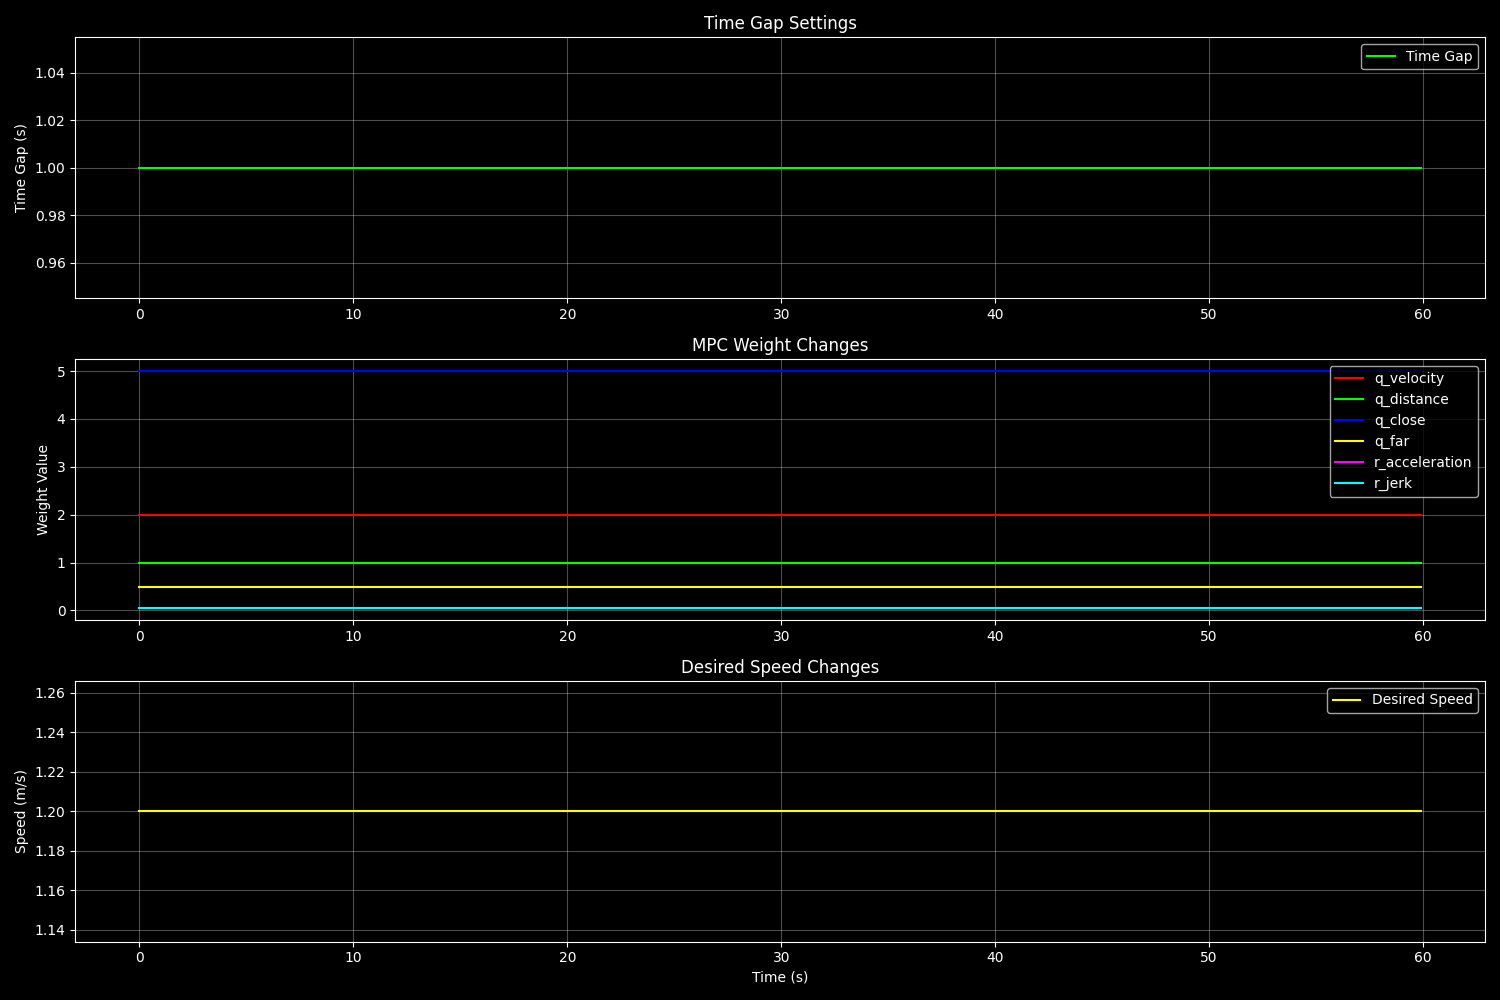 Time Gap Settings
Time Gap
Time Gap (s)
1.04
1.02
1.00
0.98
0.96
0 10 20 30 40 50 60
MPC Weight Changes
q_velocity
q_distance
q_close
q_far
r_acceleration
r_jerk
Weight Value
5
4
3
2
1
0
0 10 20 30 40 50 60
Desired Speed Changes
Desired Speed
Speed (m/s)
1.26
1.24
1.22
1.20
1.18
1.16
1.14
0 10 20 30 40 50 60
Time (s)